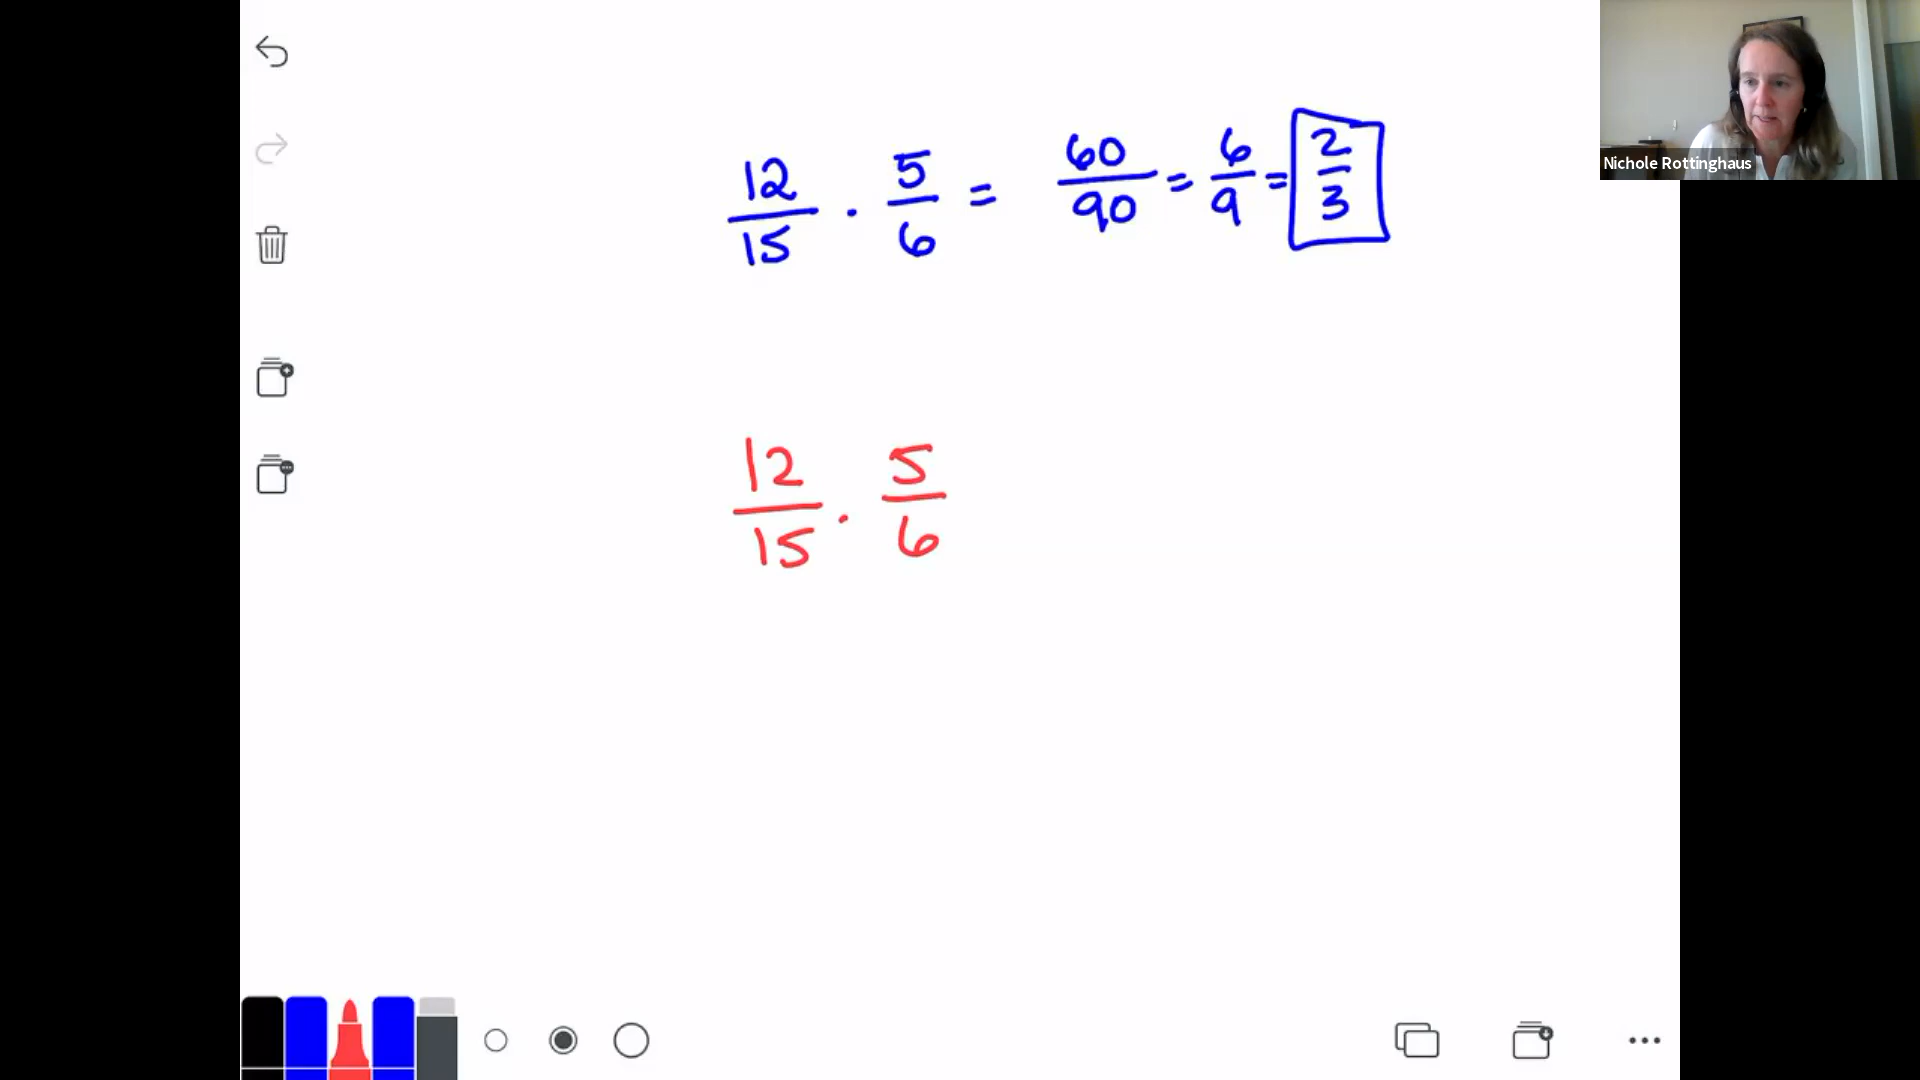 12/15 · 5/6 = 60/90 = 6/9 = 2/3
12/15 · 5/6
Nichole Rottinghaus